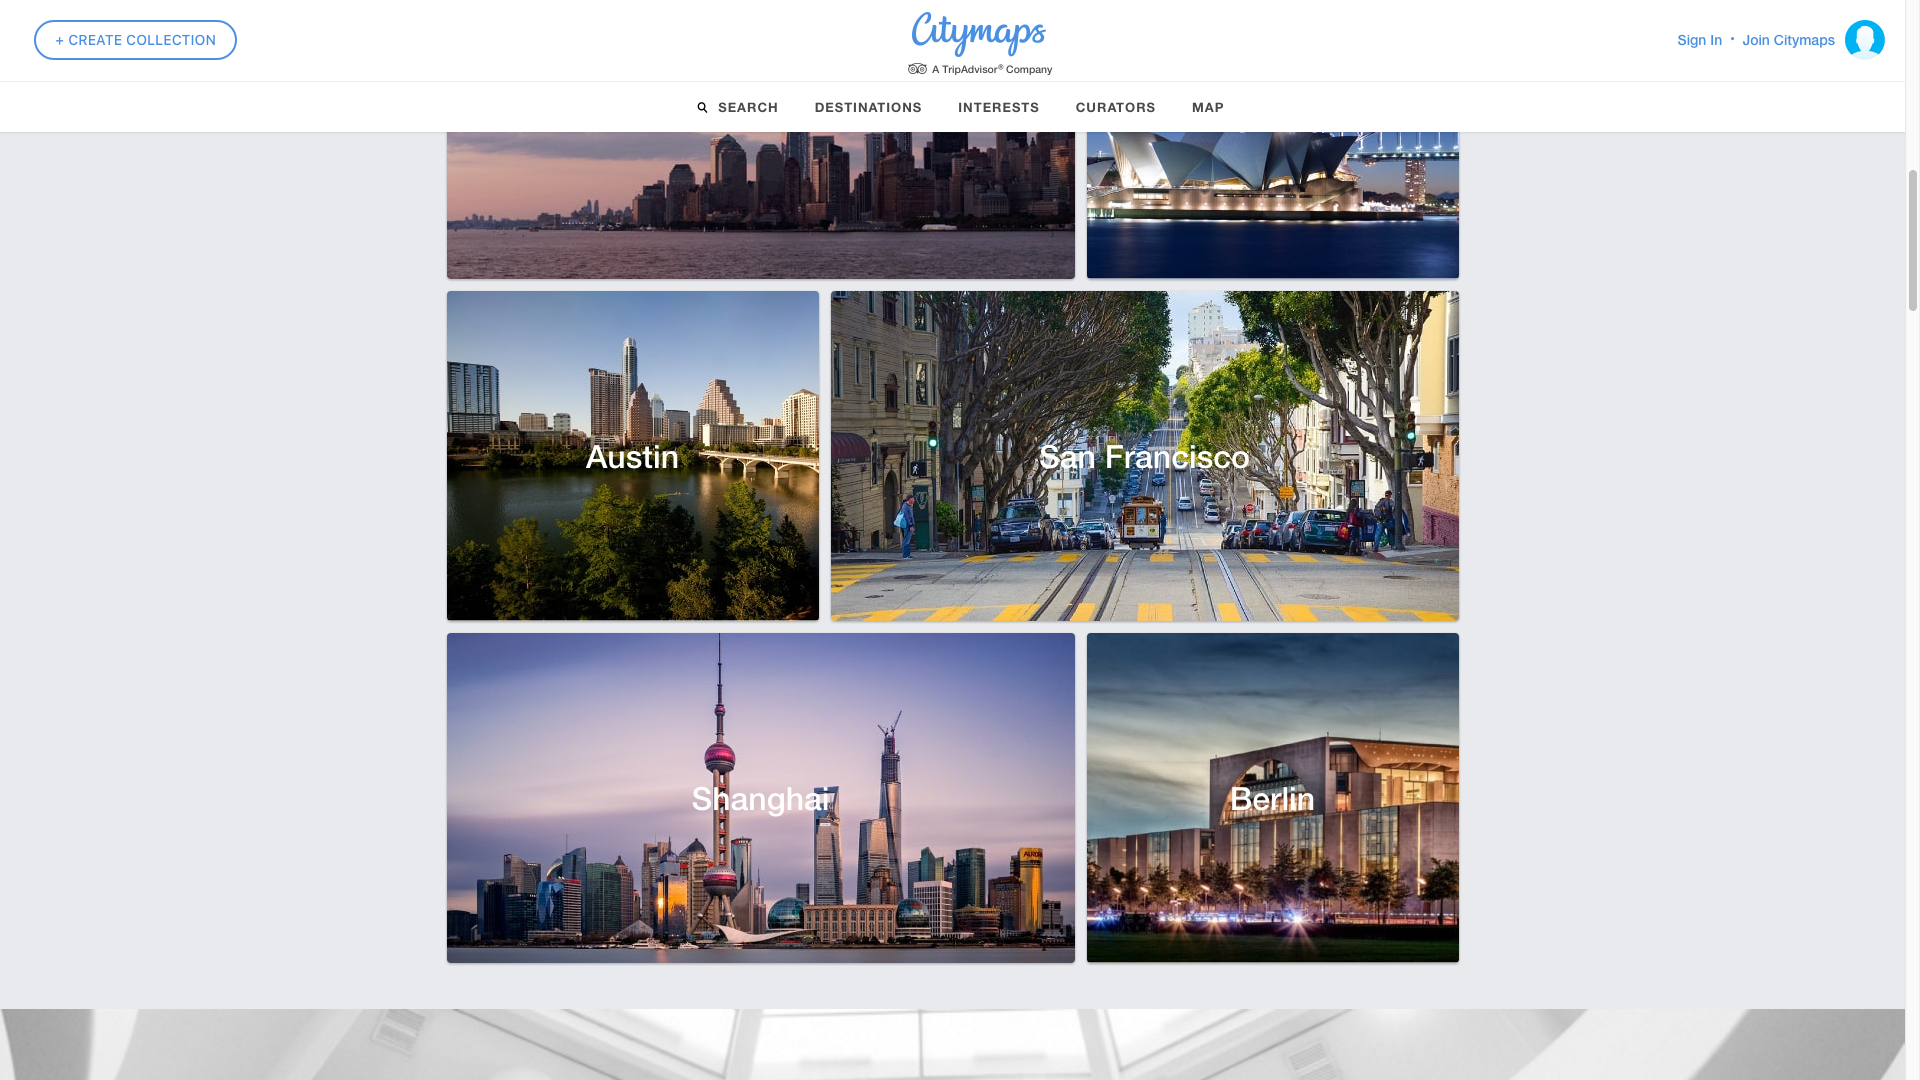 + CREATE COLLECTION
Citymaps
A TripAdvisor® Company
Sign In • Join Citymaps
SEARCH DESTINATIONS INTERESTS CURATORS MAP
Austin
San Francisco
Shanghai
Berlin
AURORA